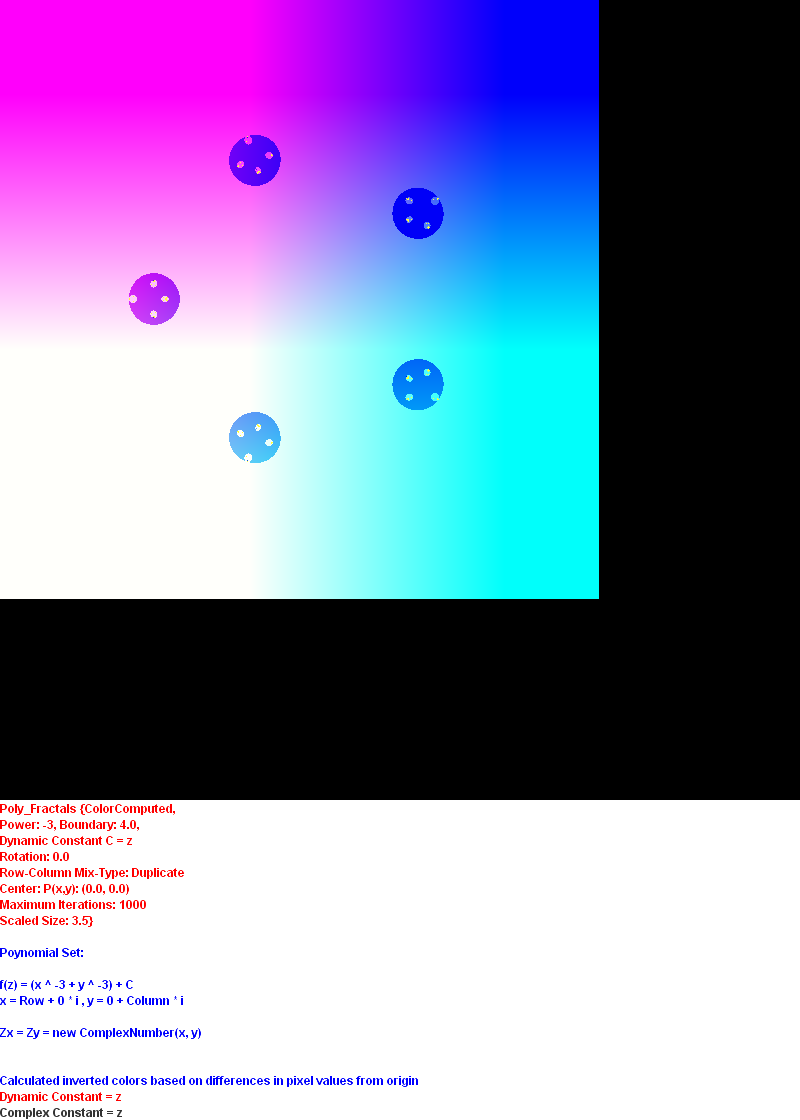 Poly_Fractals {ColorComputed,
Power: -3, Boundary: 4.0,
Dynamic Constant C = z
Rotation: 0.0
Row-Column Mix-Type: Duplicate
Center: P(x,y): (0.0, 0.0)
Maximum Iterations: 1000
Scaled Size: 3.5}
Poynomial Set:
f(z) = (x ^ -3 + y ^ -3) + C
x = Row + 0 * i , y = 0 + Column * i
Zx = Zy = new ComplexNumber(x, y)
Calculated inverted colors based on differences in pixel values from origin
Dynamic Constant = z
Complex Constant = z